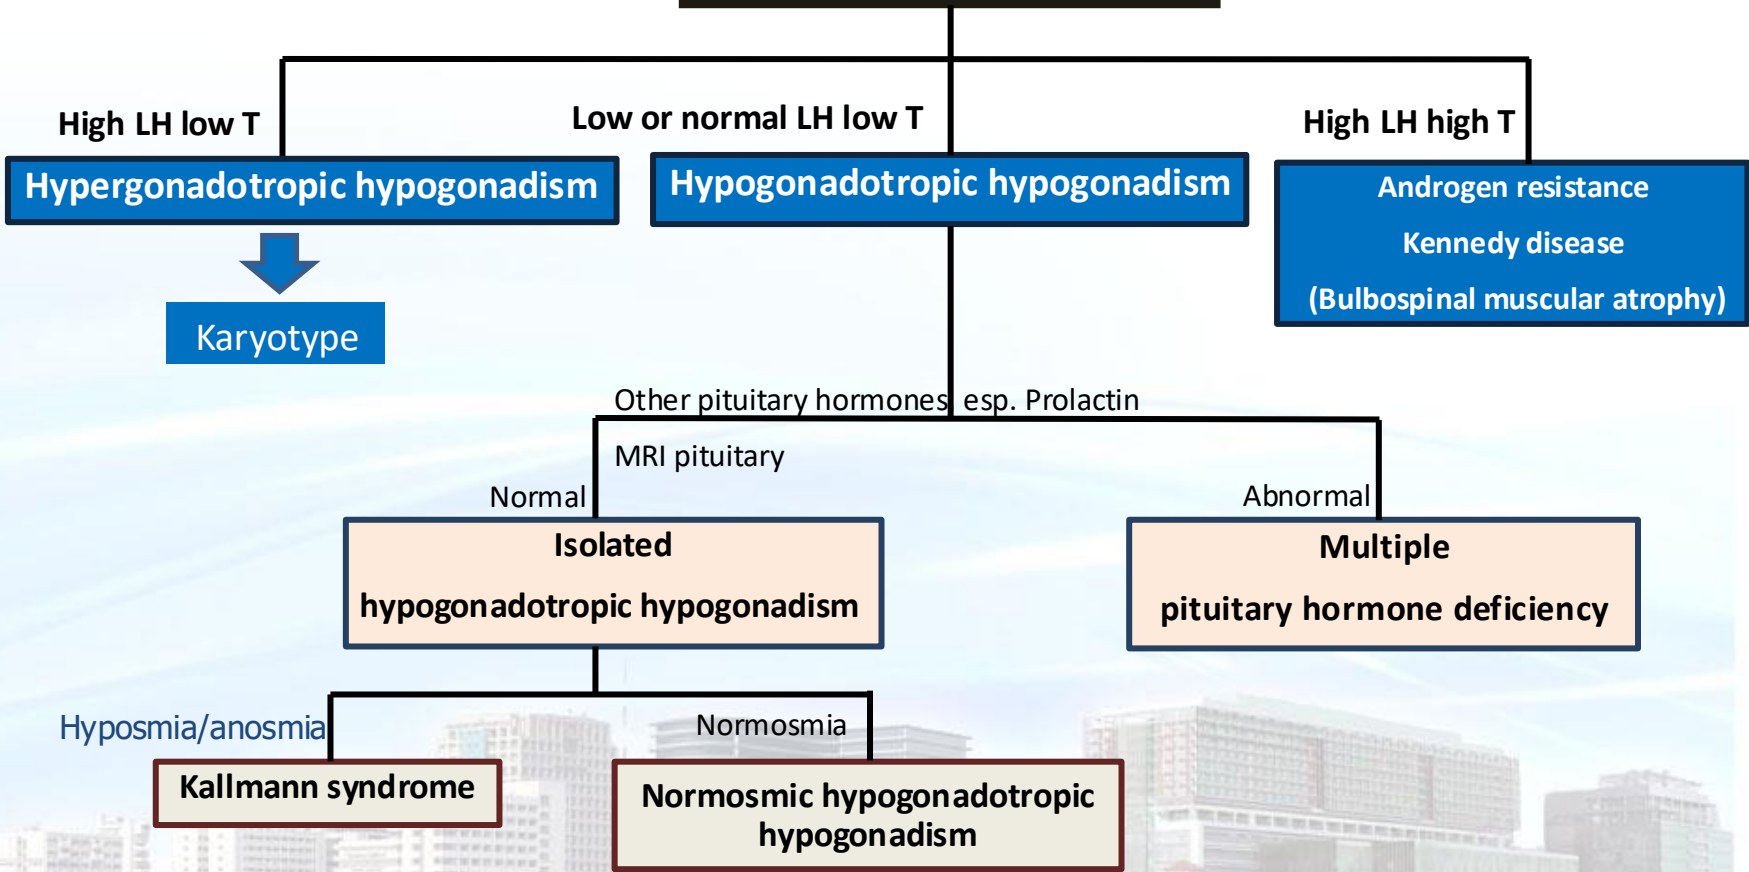 High LH low T
Low or normal LH low T
High LH high T
Hypergonadotropic hypogonadism
Hypogonadotropic hypogonadism
Androgen resistance
Kennedy disease
(Bulbospinal muscular atrophy)
Karyotype
Other pituitary hormones esp. Prolactin
MRI pituitary
Normal
Abnormal
Isolated
hypogonadotropic hypogonadism
Multiple
pituitary hormone deficiency
Hyposmia/anosmia
Normosmia
Kallmann syndrome
Normosmic hypogonadotropic
hypogonadism